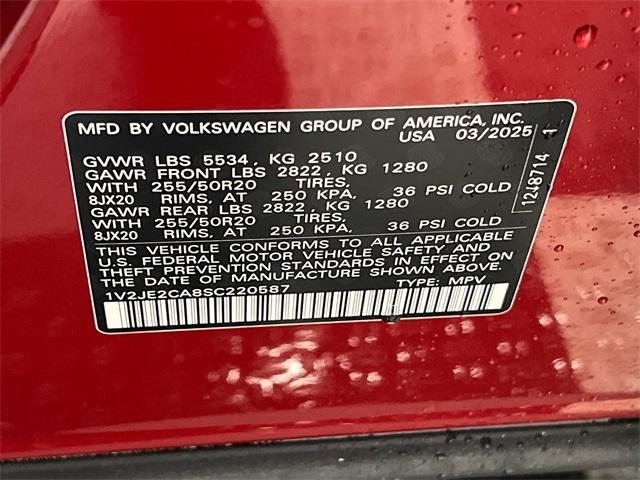 MFD BY VOLKSWAGEN GROUP OF AMERICA, INC.
USA 03/2025
GVWR LBS 5534, KG 2510
GAWR FRONT LBS 2822, KG 1280
WITH 255/50R20 TIRES,
8JX20 RIMS, AT 250 KPA, 36 PSI COLD
GAWR REAR LBS 2822, KG 1280
WITH 255/50R20 TIRES,
8JX20 RIMS, AT 250 KPA, 36 PSI COLD
THIS VEHICLE CONFORMS TO ALL APPLICABLE
U.S. FEDERAL MOTOR VEHICLE SAFETY AND
THEFT PREVENTION STANDARDS IN EFFECT ON
THE DATE OF MANUFACTURE SHOWN ABOVE.
1V2JE2CA8SC220587 TYPE: MPV